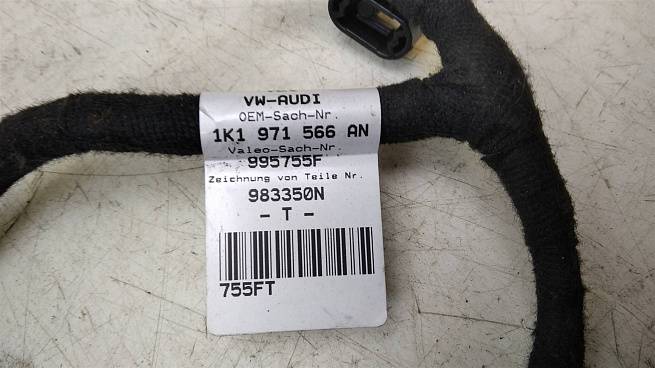 VW-AUDI
OEM-Sach-Nr.
1K1 971 566 AN
Valeo-Sach-Nr.
995755F
Zeichnung von Teile Nr.
983350N
- T -
755FT